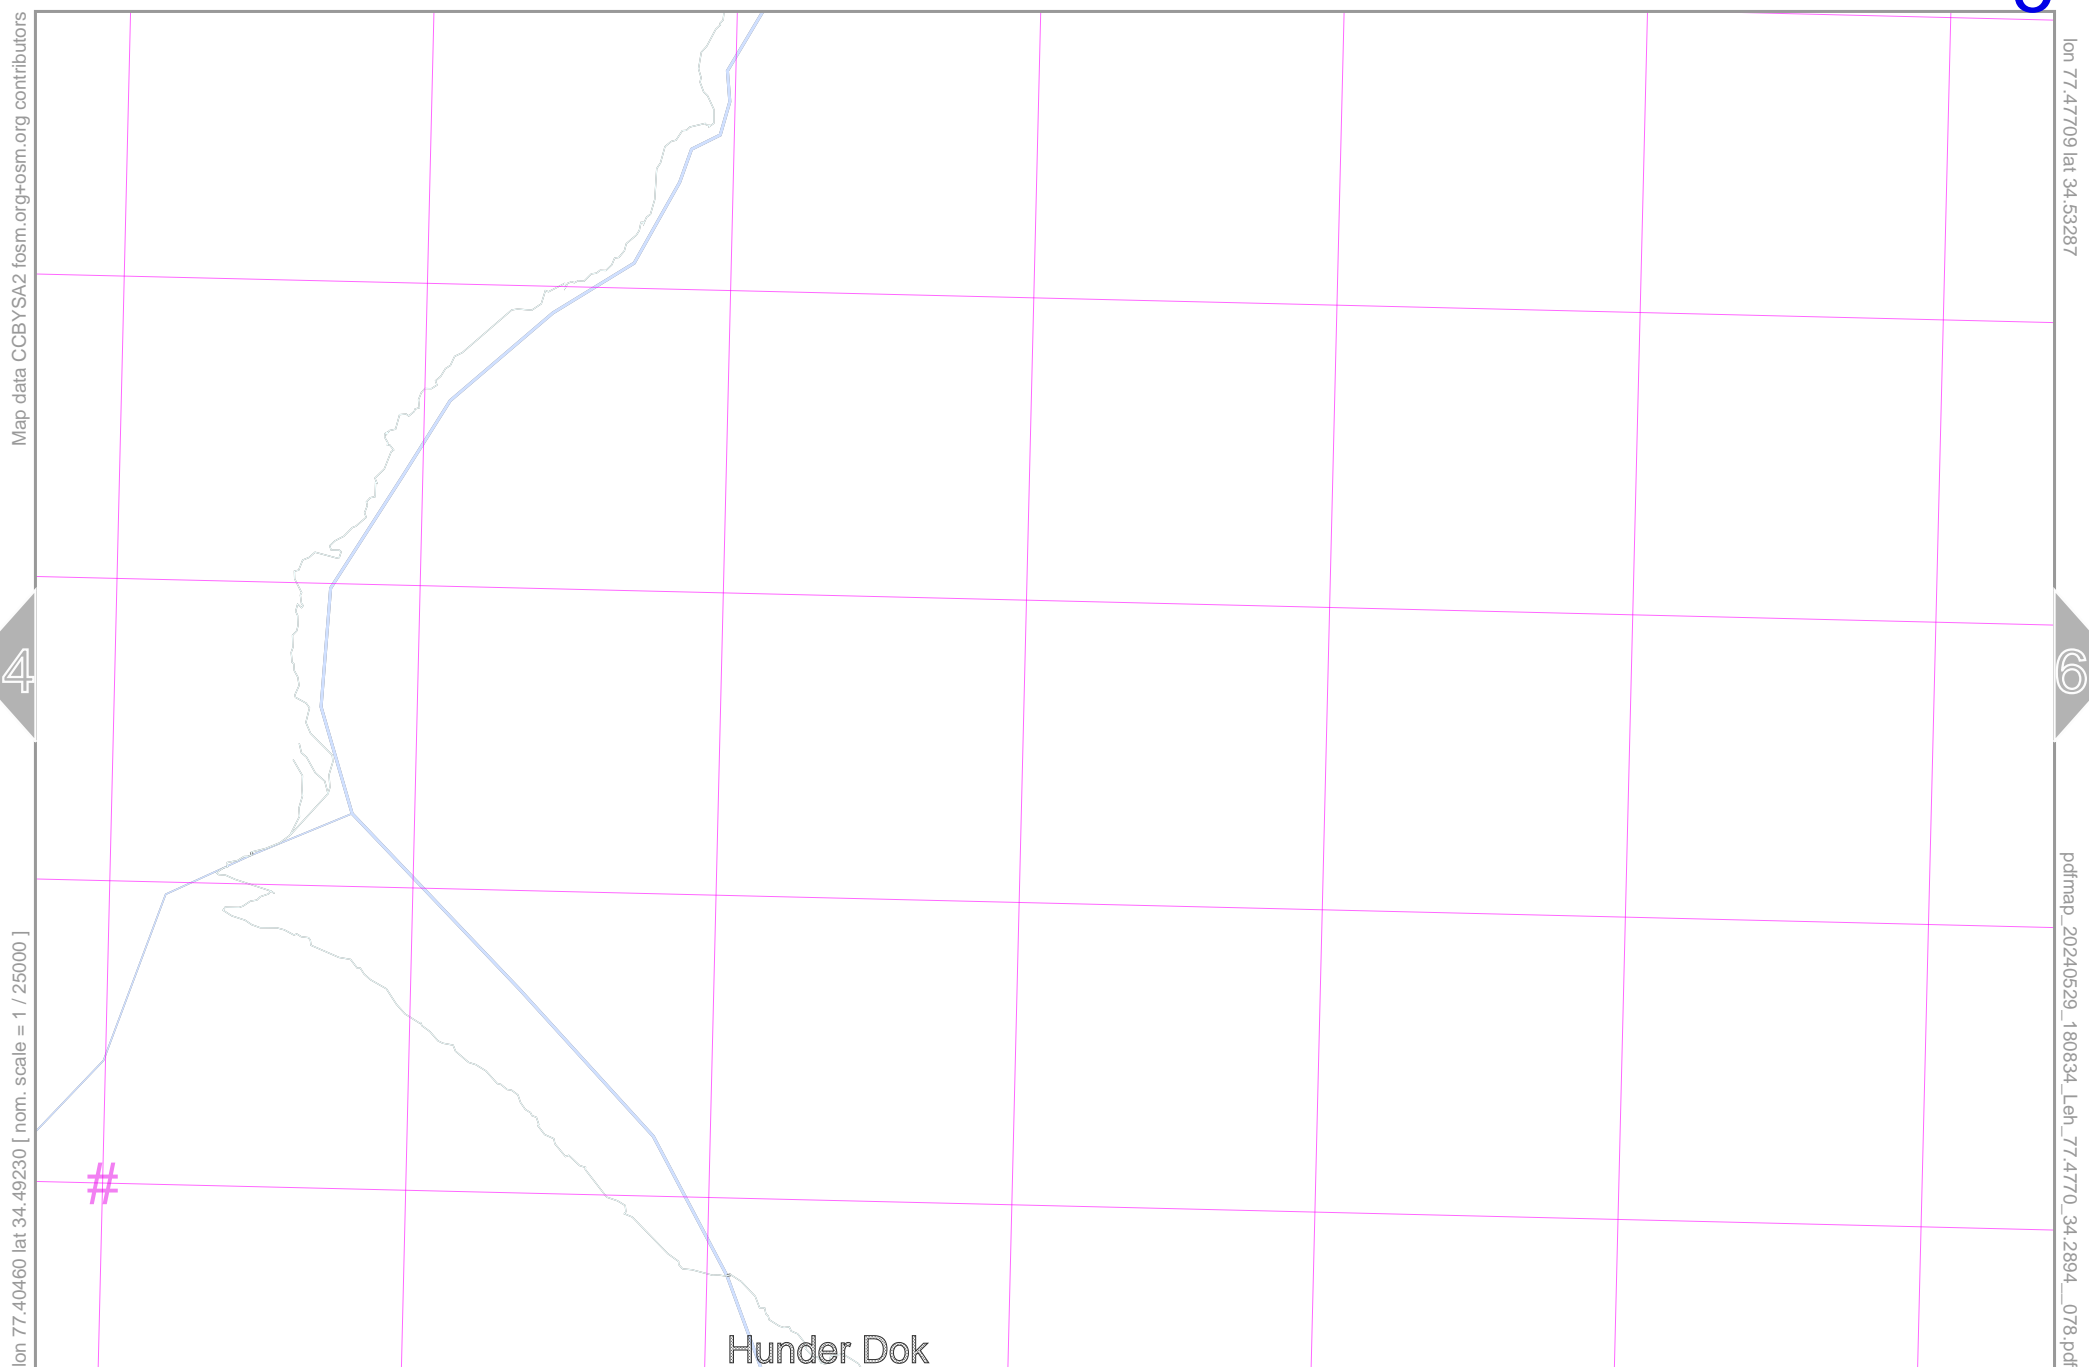 Map data CCBYSA2 fosm.org+osm.org contributors
lon 77.40460 lat 34.49230 [ nom. scale = 1 / 25000 ]
4
#
Hunder Dok
6
lon 77.47709 lat 34.53287
pdfmap_20240529_180834_Leh_77.4770_34.2894__078.pdf